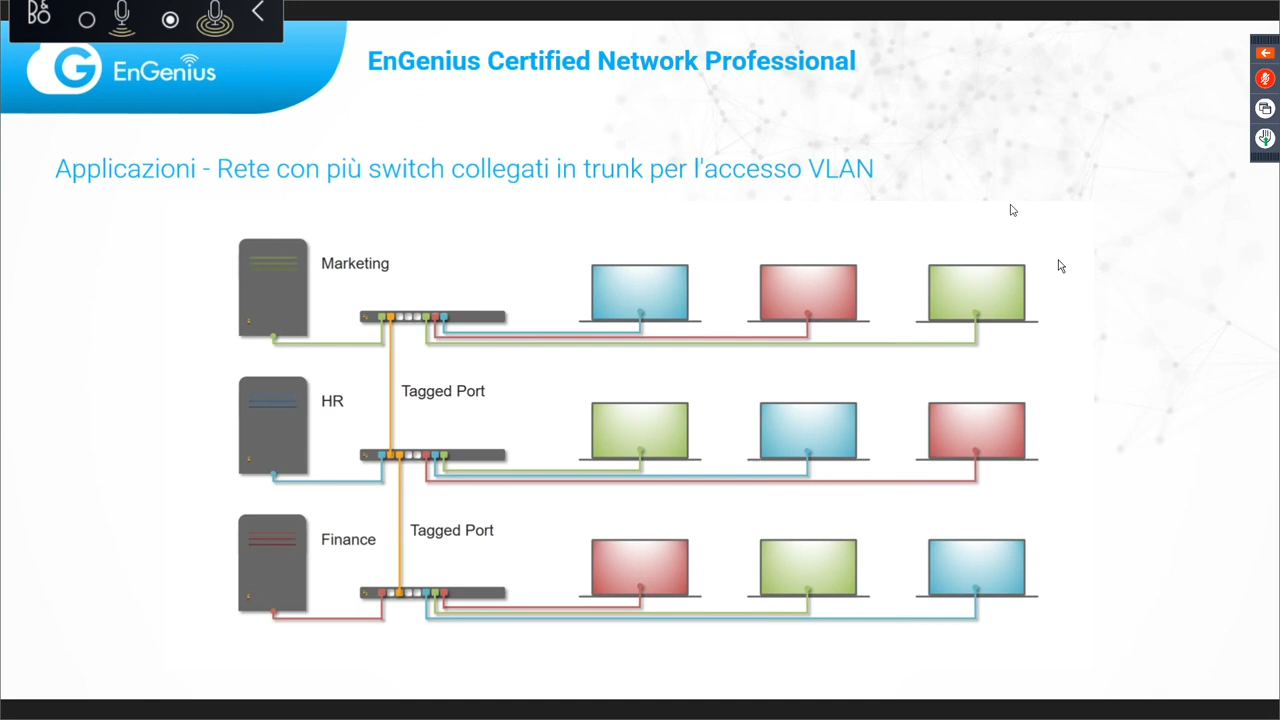 B&O
EnGenius
EnGenius Certified Network Professional
Applicazioni - Rete con più switch collegati in trunk per l'accesso VLAN
Marketing
Tagged Port
HR
Tagged Port
Finance